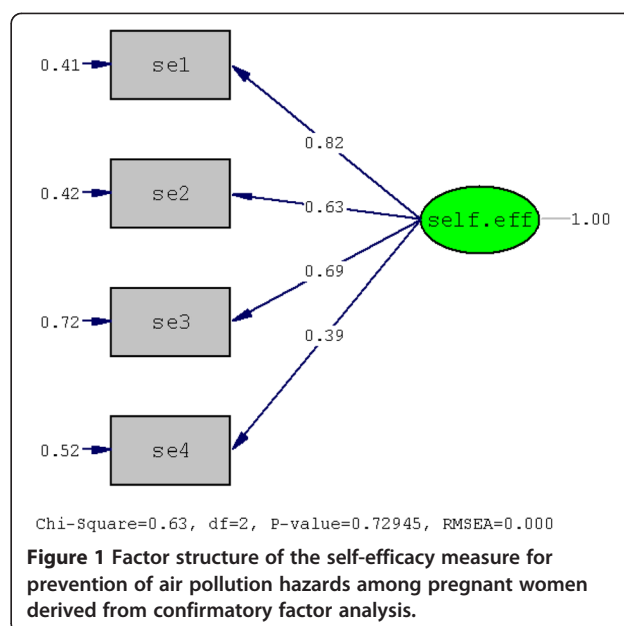 0.41 se1
0.82
0.42 se2
0.63
self.eff 1.00
0.69
0.72 se3
0.39
0.52 se4
Chi-Square=0.63, df=2, P-value=0.72945, RMSEA=0.000
Figure 1 Factor structure of the self-efficacy measure for
prevention of air pollution hazards among pregnant women
derived from confirmatory factor analysis.